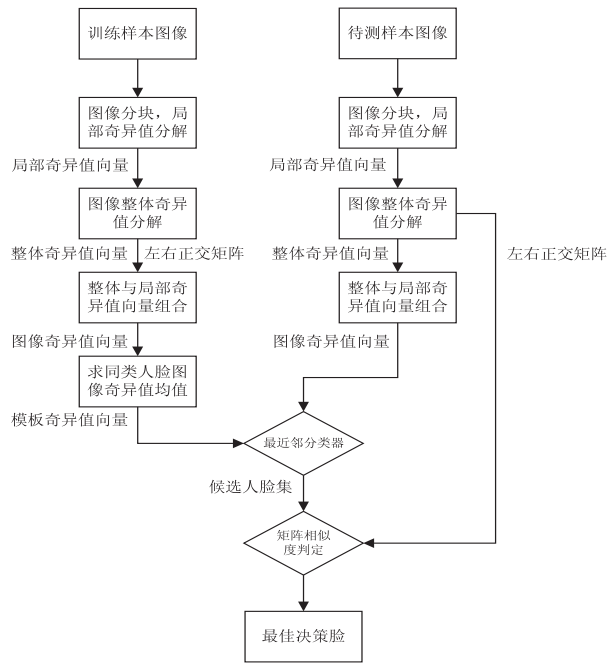 训练样本图像
待测样本图像
图像分块，局
部奇异值分解
图像分块，局
部奇异值分解
局部奇异值向量
局部奇异值向量
图像整体奇异
值分解
图像整体奇异
值分解
整体奇异值向量
左右正交矩阵
整体奇异值向量
左右正交矩阵
整体与局部奇
异值向量组合
整体与局部奇
异值向量组合
图像奇异值向量
图像奇异值向量
求同类人脸图
像奇异值均值
模板奇异值向量
最近邻分类器
候选人脸集
矩阵相似
度判定
最佳决策脸